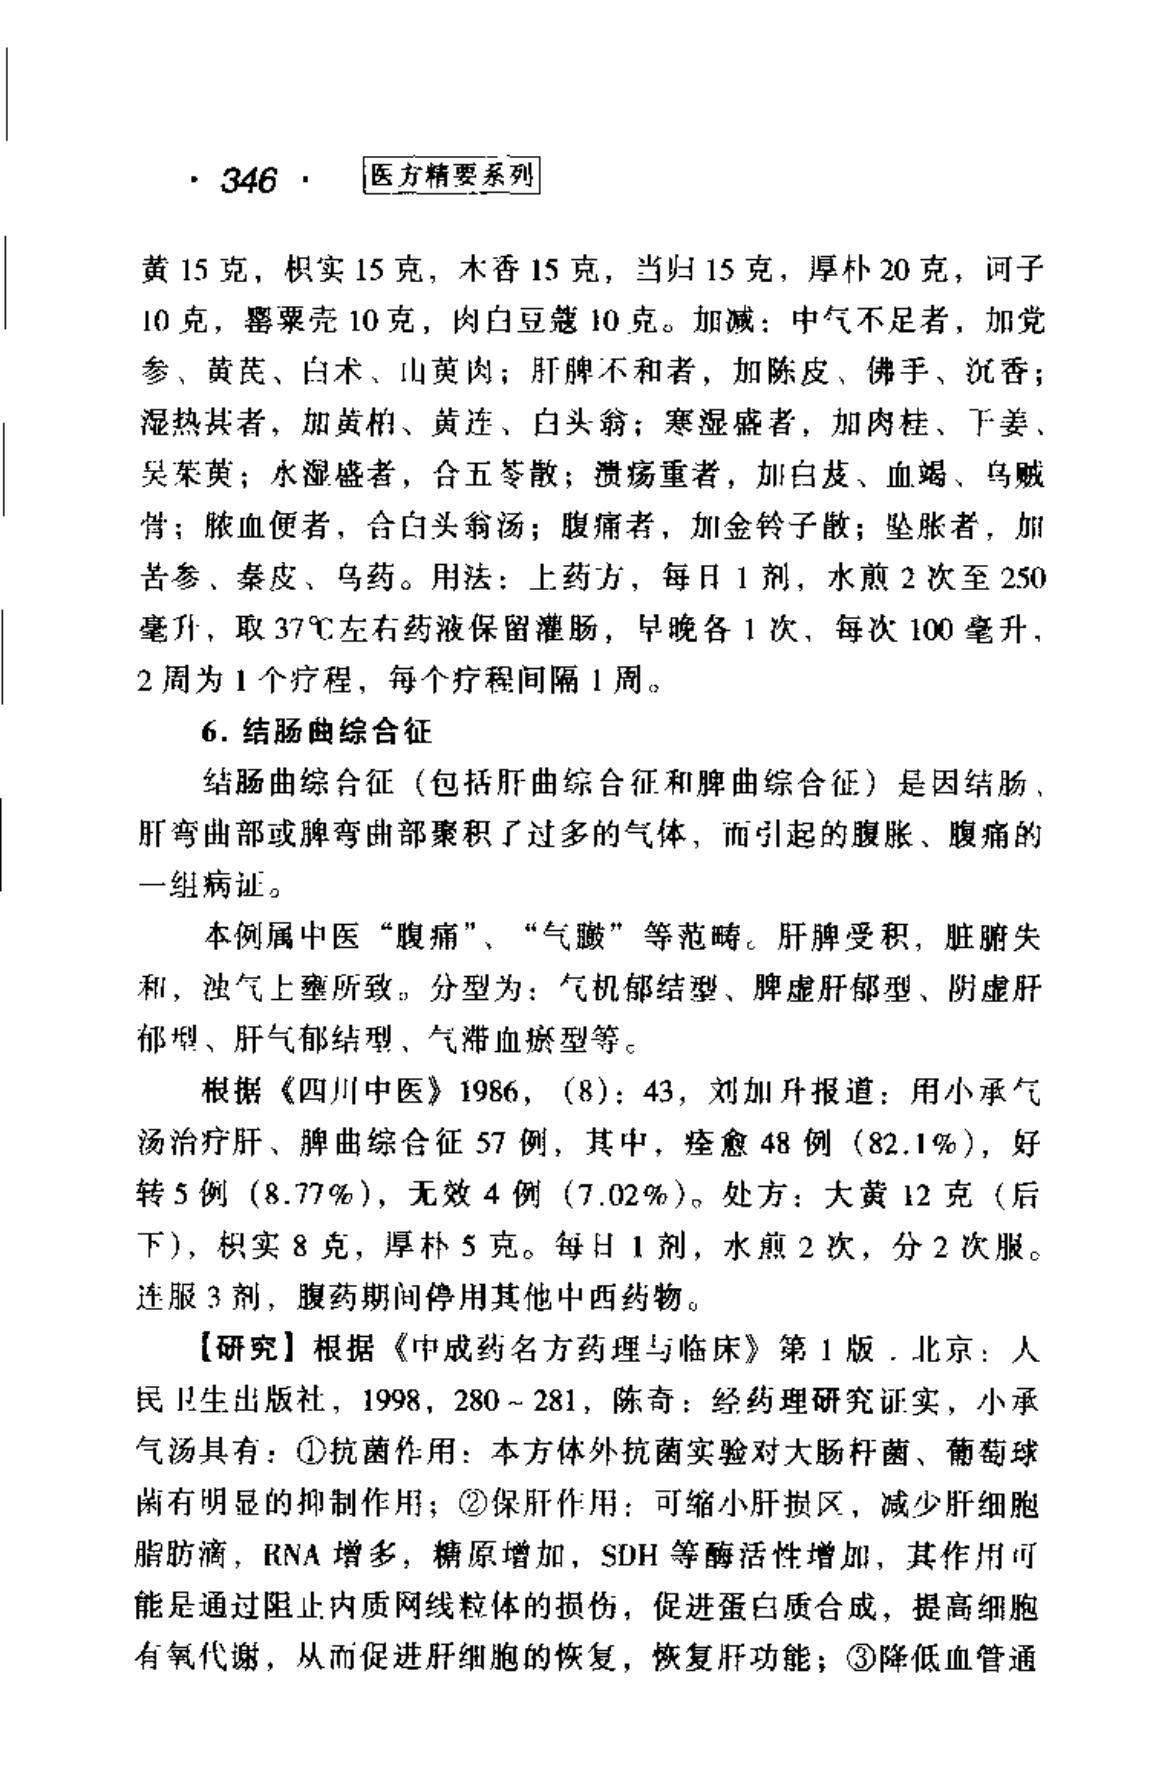 · 346 · 医方精要系列
黄 15 克，枳实 15 克，木香 15 克，当归 15 克，厚朴 20 克，诃子
10 克，罂粟壳 10 克，肉白豆蔻 10 克。加减：中气不足者，加党
参、黄芪、白术、山萸肉；肝脾不和者，加陈皮、佛手、沉香；
湿热甚者，加黄柏、黄连、白头翁；寒湿盛者，加肉桂、干姜、
吴茱萸；水湿盛者，合五苓散；溃疡重者，加白芨、血竭、乌贼
骨；脓血便者，合白头翁汤；腹痛者，加金铃子散；坠胀者，加
苦参、秦皮、乌药。用法：上药方，每日 1 剂，水煎 2 次至 250
毫升，取 37℃左右药液保留灌肠，早晚各 1 次，每次 100 毫升，
2 周为 1 个疗程，每个疗程间隔 1 周。
6. 结肠曲综合征
结肠曲综合征（包括肝曲综合征和脾曲综合征）是因结肠、
肝弯曲部或脾弯曲部聚积了过多的气体，而引起的腹胀、腹痛的
一组病证。
本例属中医“腹痛”、“气臌”等范畴。肝脾受积，脏腑失
和，浊气上壅所致。分型为：气机郁结型、脾虚肝郁型、阴虚肝
郁型、肝气郁结型、气滞血瘀型等。
根据《四川中医》1986，（8）：43，刘加升报道：用小承气
汤治疗肝、脾曲综合征 57 例，其中，痊愈 48 例（82.1%），好
转 5 例（8.77%），无效 4 例（7.02%）。处方：大黄 12 克（后
下），枳实 8 克，厚朴 5 克。每日 1 剂，水煎 2 次，分 2 次服。
连服 3 剂，腹药期间停用其他中西药物。
【研究】根据《中成药名方药理与临床》第 1 版．北京：人
民卫生出版社，1998，280～281，陈奇：经药理研究证实，小承
气汤具有：①抗菌作用：本方体外抗菌实验对大肠杆菌、葡萄球
菌有明显的抑制作用；②保肝作用：可缩小肝损区，减少肝细胞
脂肪滴，RNA 增多，糖原增加，SDH 等酶活性增加，其作用可
能是通过阻止内质网线粒体的损伤，促进蛋白质合成，提高细胞
有氧代谢，从而促进肝细胞的恢复，恢复肝功能；③降低血管通